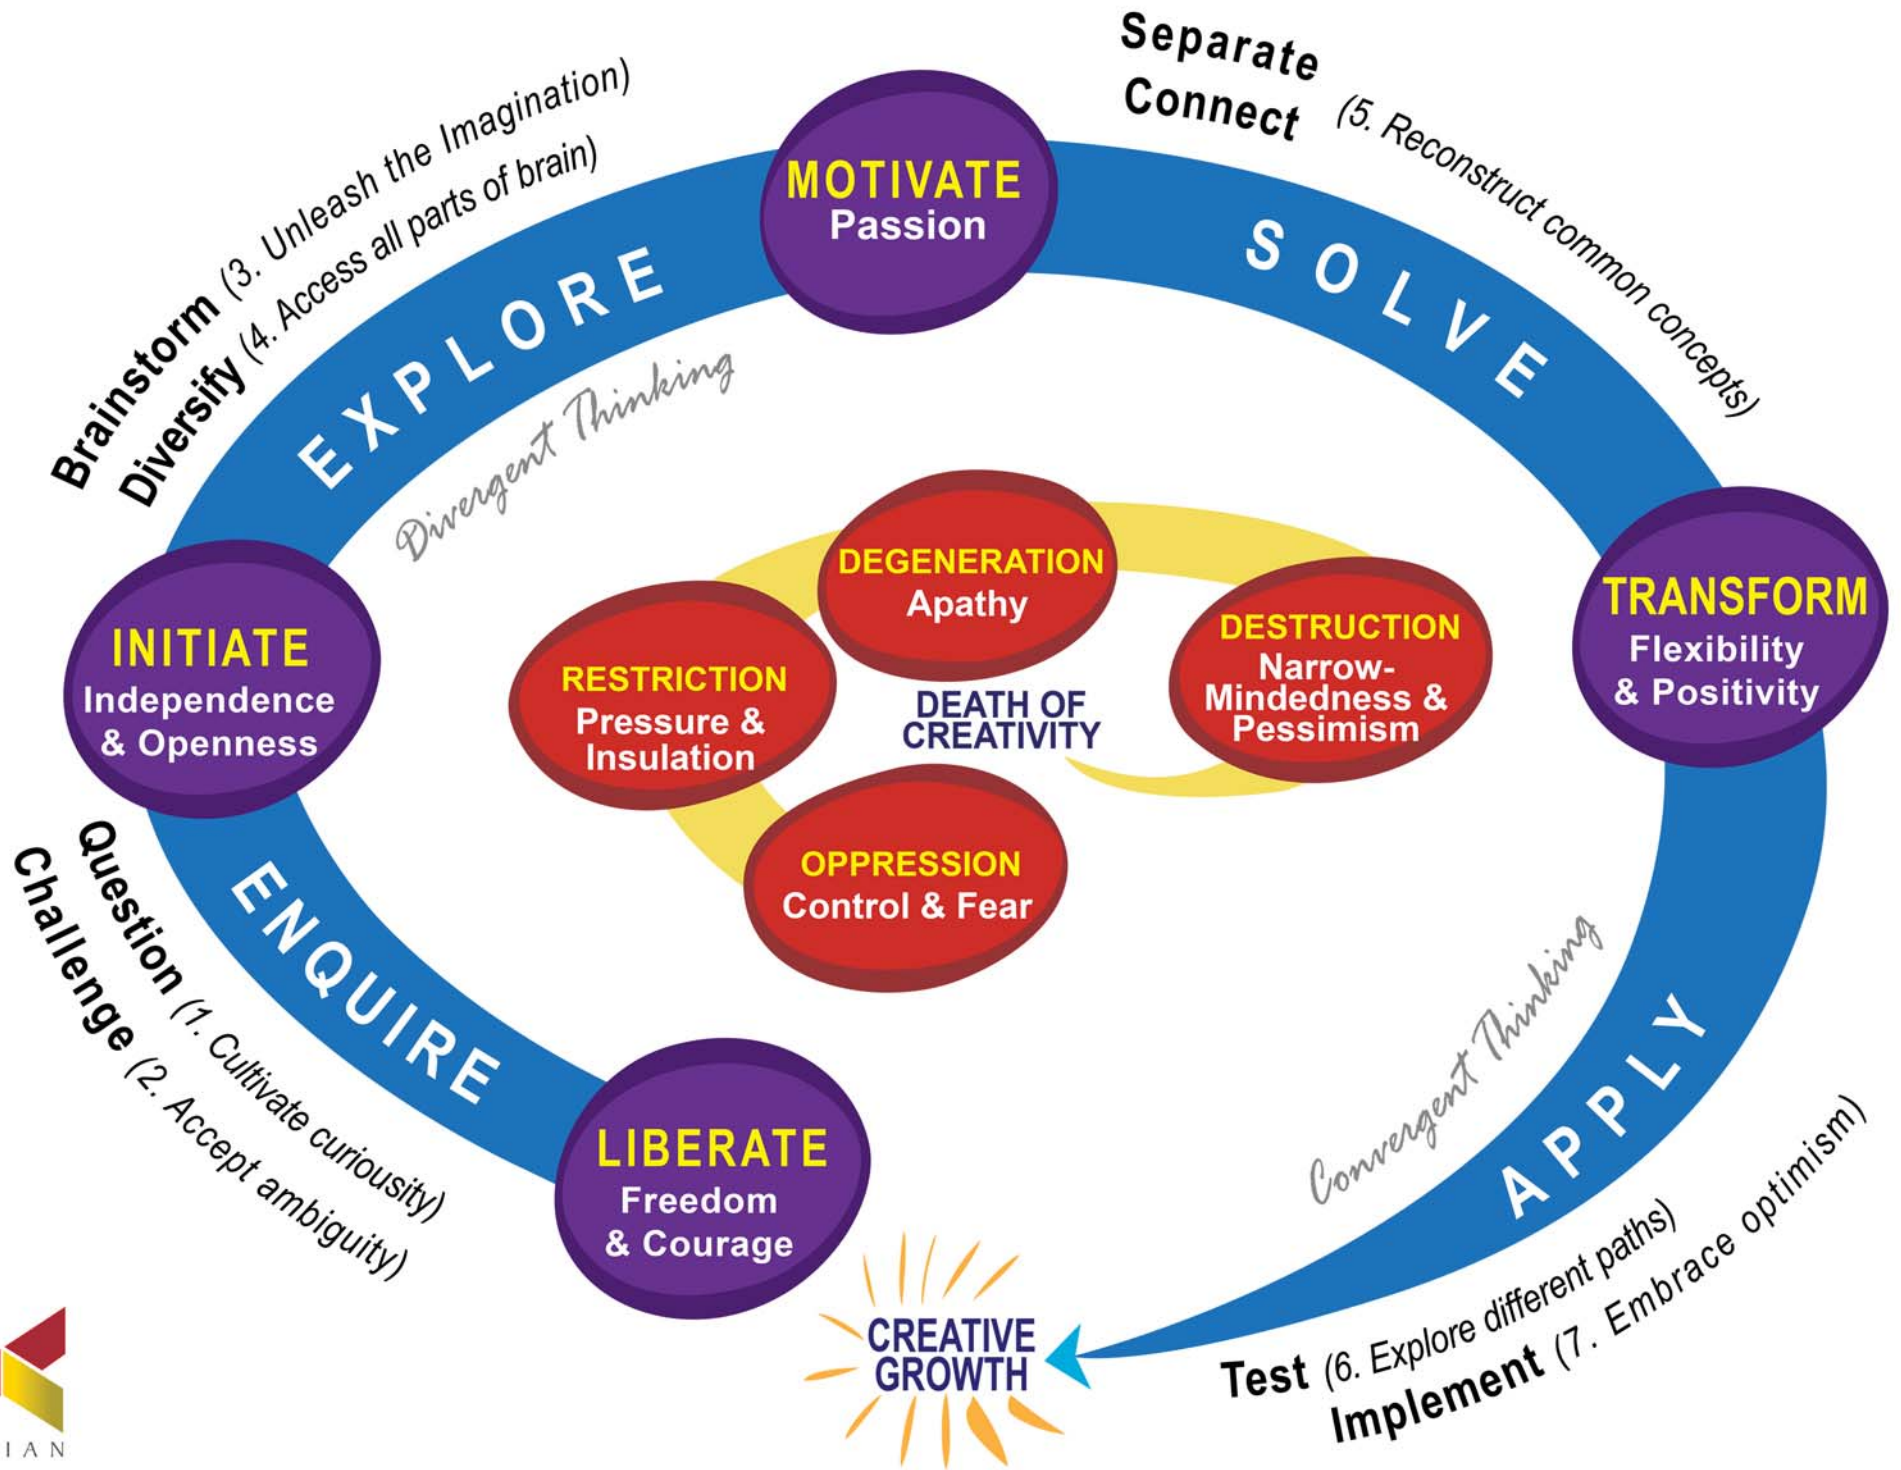 Separate
Connect
(5. Reconstruct common concepts)
Brainstorm (3. Unleash the Imagination)
Diversify (4. Access all parts of brain)
MOTIVATE
Passion
EXPLORE
SOLVE
Divergent Thinking
INITIATE
Independence
& Openness
DEGENERATION
Apathy
RESTRICTION
Pressure &
Insulation
DESTRUCTION
Narrow-
Mindedness &
Pessimism
DEATH OF
CREATIVITY
OPPRESSION
Control & Fear
TRANSFORM
Flexibility
& Positivity
Question (1. Cultivate curiousity)
Challenge (2. Accept ambiguity)
ENQUIRE
LIBERATE
Freedom
& Courage
Convergent Thinking
APPLY
CREATIVE
GROWTH
Test (6. Explore different paths)
Implement (7. Embrace optimism)
IAN